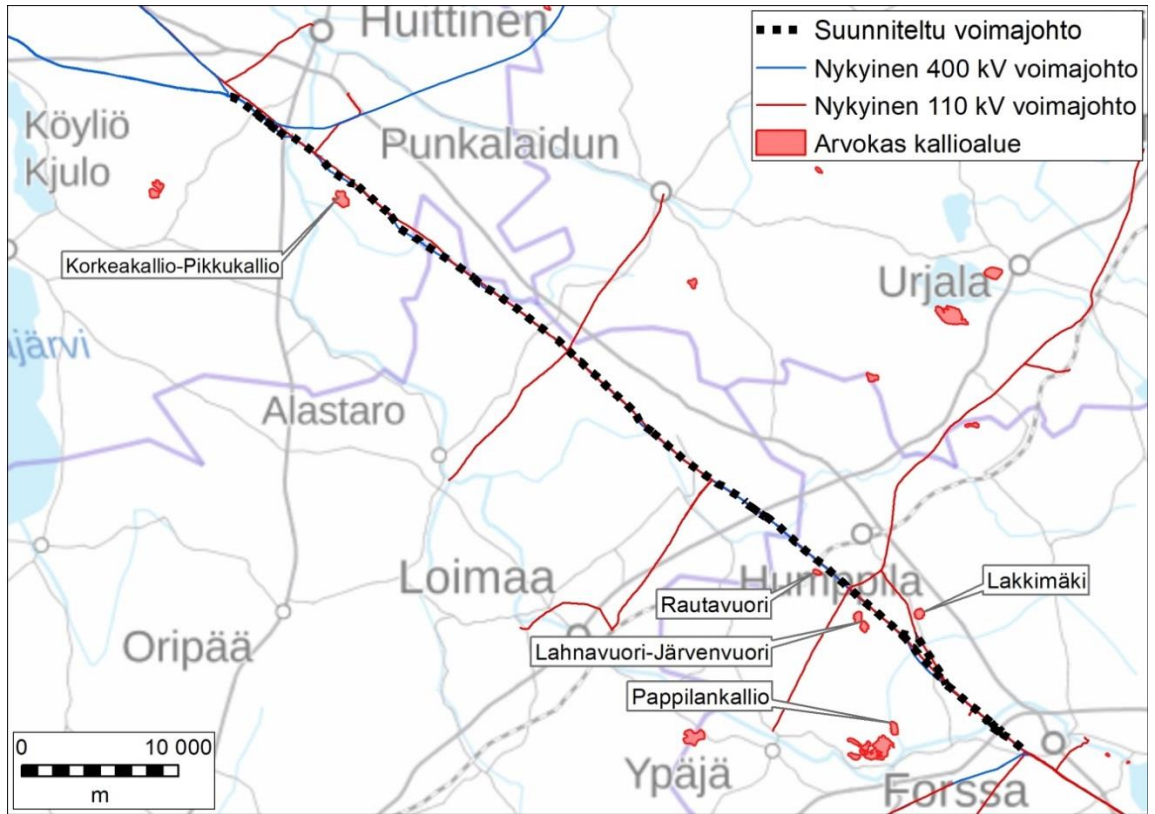 Huittinen
Suunniteltu voimajohto
Nykyinen 400 kV voimajohto
Nykyinen 110 kV voimajohto
Arvokas kallioalue
Köyliö
Kjulo
Punkalaidun
Korkeakallio-Pikkukallio
Urjala
ajärvi
Alastaro
Loimaa
Humppila
Lakkimäki
Rautavuori
Oripää
Lahnavuori-Järvenvuori
Pappilankallio
0 10 000
m
Ypäjä
Forssa